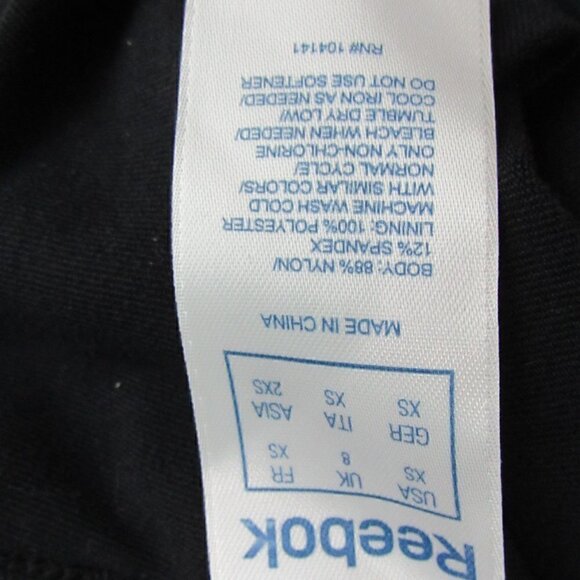 Reebok
USA UK FR
XS 8 XS
GER ITA ASIA
XS XS 2XS
MADE IN CHINA
BODY: 88% NYLON/
12% SPANDEX
LINING: 100% POLYESTER
MACHINE WASH COLD
WITH SIMILAR COLORS/
NORMAL CYCLE/
ONLY NON-CHLORINE
BLEACH WHEN NEEDED/
TUMBLE DRY LOW/
COOL IRON AS NEEDED/
DO NOT USE SOFTENER
RN# 104141